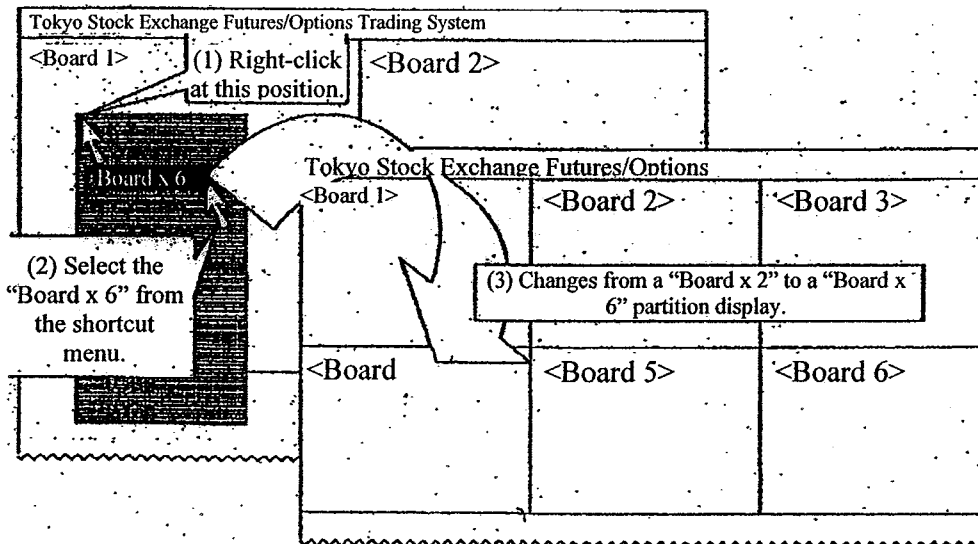 Tokyo Stock Exchange Futures/Options Trading System
<Board 1>
(1) Right-click
at this position.
<Board 2>
Board x 6
(2) Select the
“Board x 6” from
the shortcut
menu.
Tokyo Stock Exchange Futures/Options
<Board 1>
<Board 2>
<Board 3>
(3) Changes from a “Board x 2” to a “Board x
6” partition display.
<Board
<Board 5>
<Board 6>